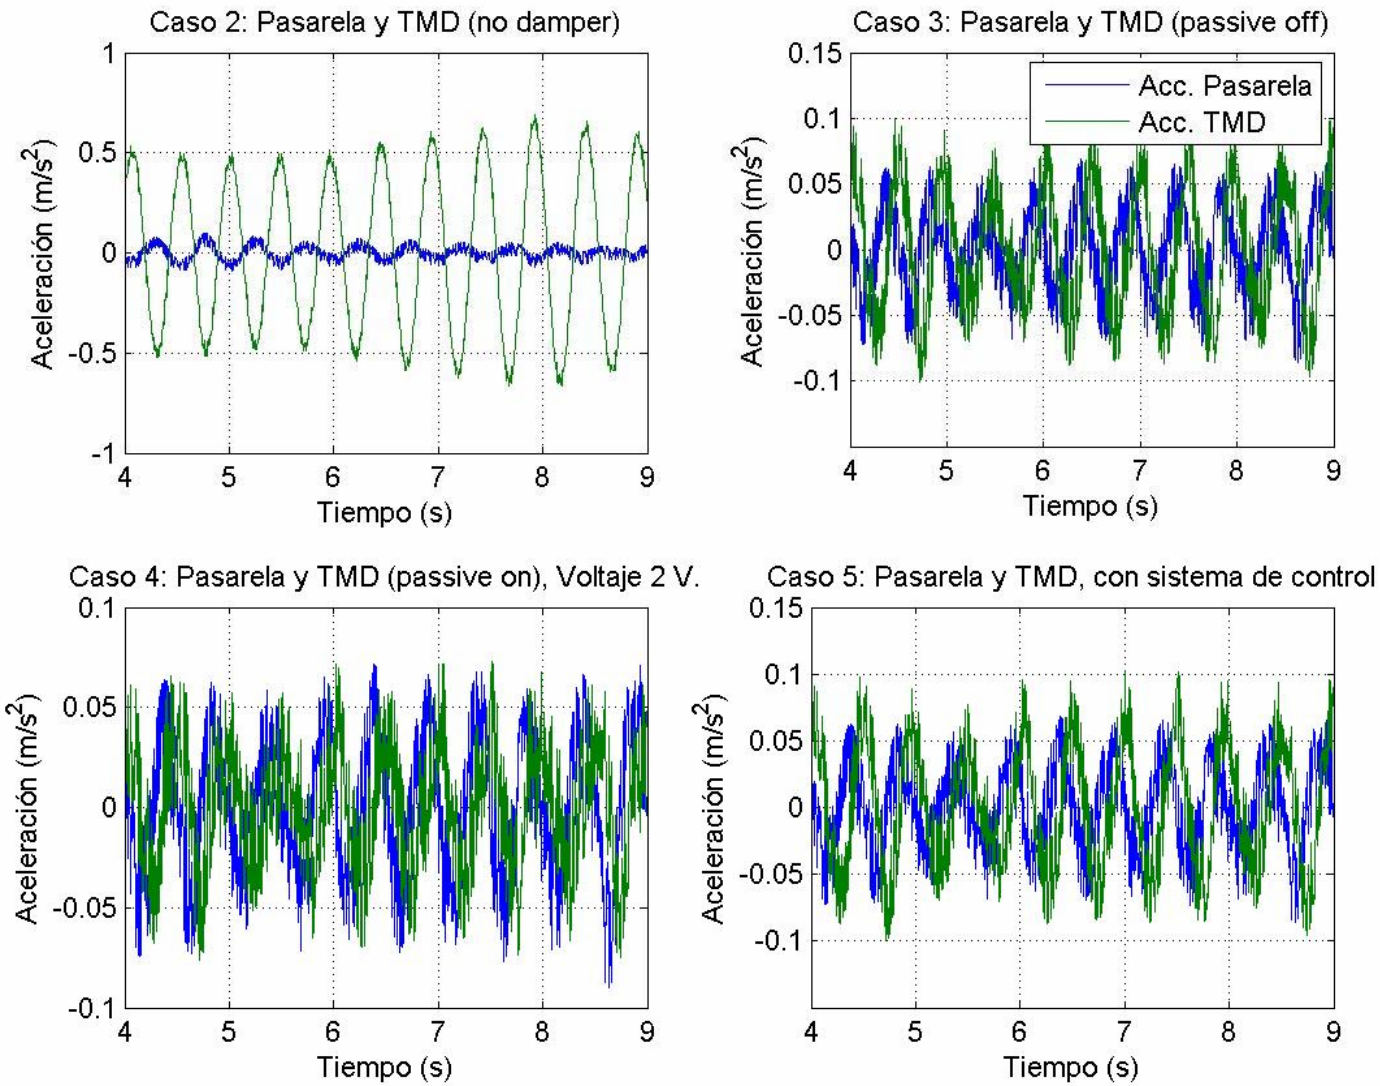 Caso 2: Pasarela y TMD (no damper)
Aceleración (m/s²)
1
0.5
0
-0.5
-1
4 5 6 7 8 9
Tiempo (s)
Caso 3: Pasarela y TMD (passive off)
Aceleración (m/s²)
0.15
0.1
0.05
0
-0.05
-0.1
Acc. Pasarela
Acc. TMD
4 5 6 7 8 9
Tiempo (s)
Caso 4: Pasarela y TMD (passive on), Voltaje 2 V.
Aceleración (m/s²)
0.1
0.05
0
-0.05
-0.1
4 5 6 7 8 9
Tiempo (s)
Caso 5: Pasarela y TMD, con sistema de control
Aceleración (m/s²)
0.15
0.1
0.05
0
-0.05
-0.1
4 5 6 7 8 9
Tiempo (s)